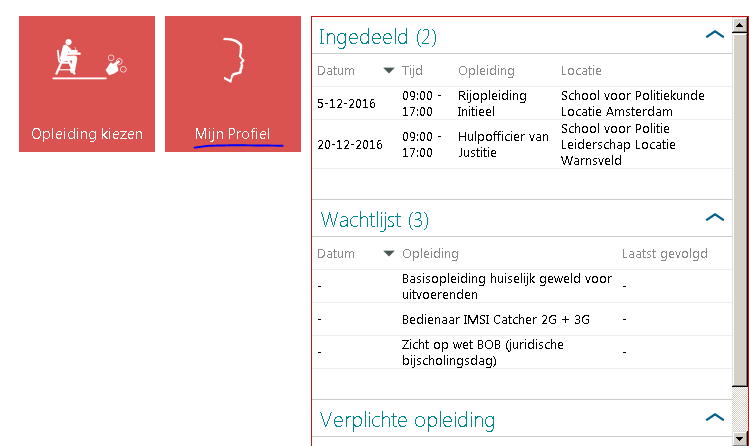 Opleiding kiezen
Mijn Profiel
Ingedeeld (2)
Datum Tijd Opleiding Locatie
5-12-2016 09:00 - 17:00 Rijopleiding Initieel School voor Politiekunde Locatie Amsterdam
20-12-2016 09:00 - 17:00 Hulpofficier van Justitie School voor Politie Leiderschap Locatie Warnsveld
Wachtlijst (3)
Datum Opleiding Laatst gevolgd
- Basisopleiding huiselijk geweld voor uitvoerenden -
- Bedienaar IMSI Catcher 2G + 3G -
- Zicht op wet BOB (juridische bijscholingsdag) -
Verplichte opleiding